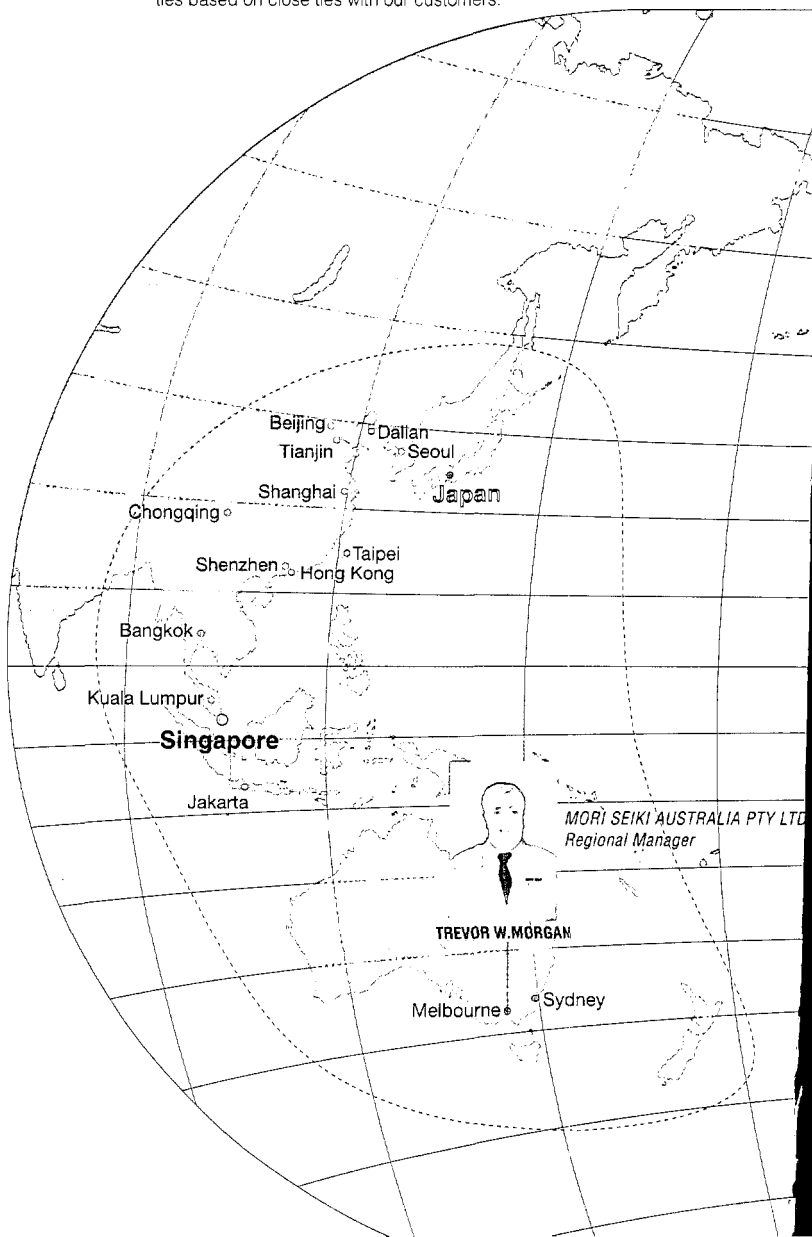 ties based on close ties with our customers.
Beijing
Dalian
Tianjin
Seoul
Shanghai
Japan
Chongqing
Taipei
Shenzhen
Hong Kong
Bangkok
Kuala Lumpur
Singapore
Jakarta
MORI SEIKI AUSTRALIA PTY LTD
Regional Manager
TREVOR W.MORGAN
Melbourne
Sydney